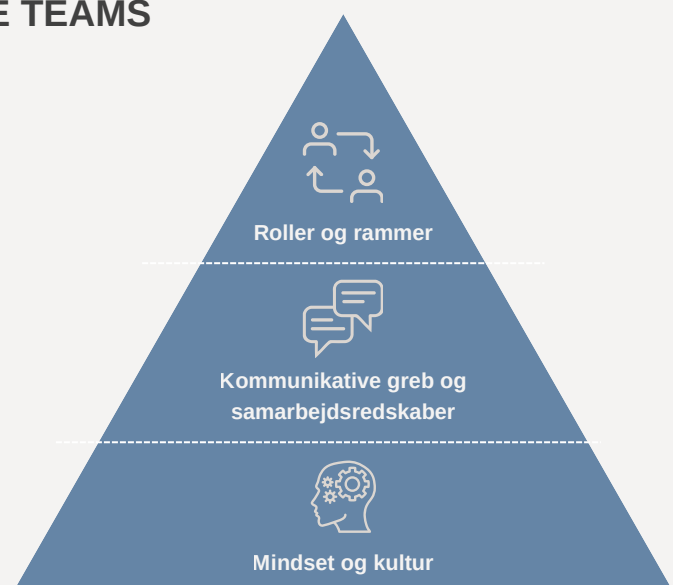 E TEAMS
Roller og rammer
Kommunikative greb og
samarbejdsredskaber
Mindset og kultur